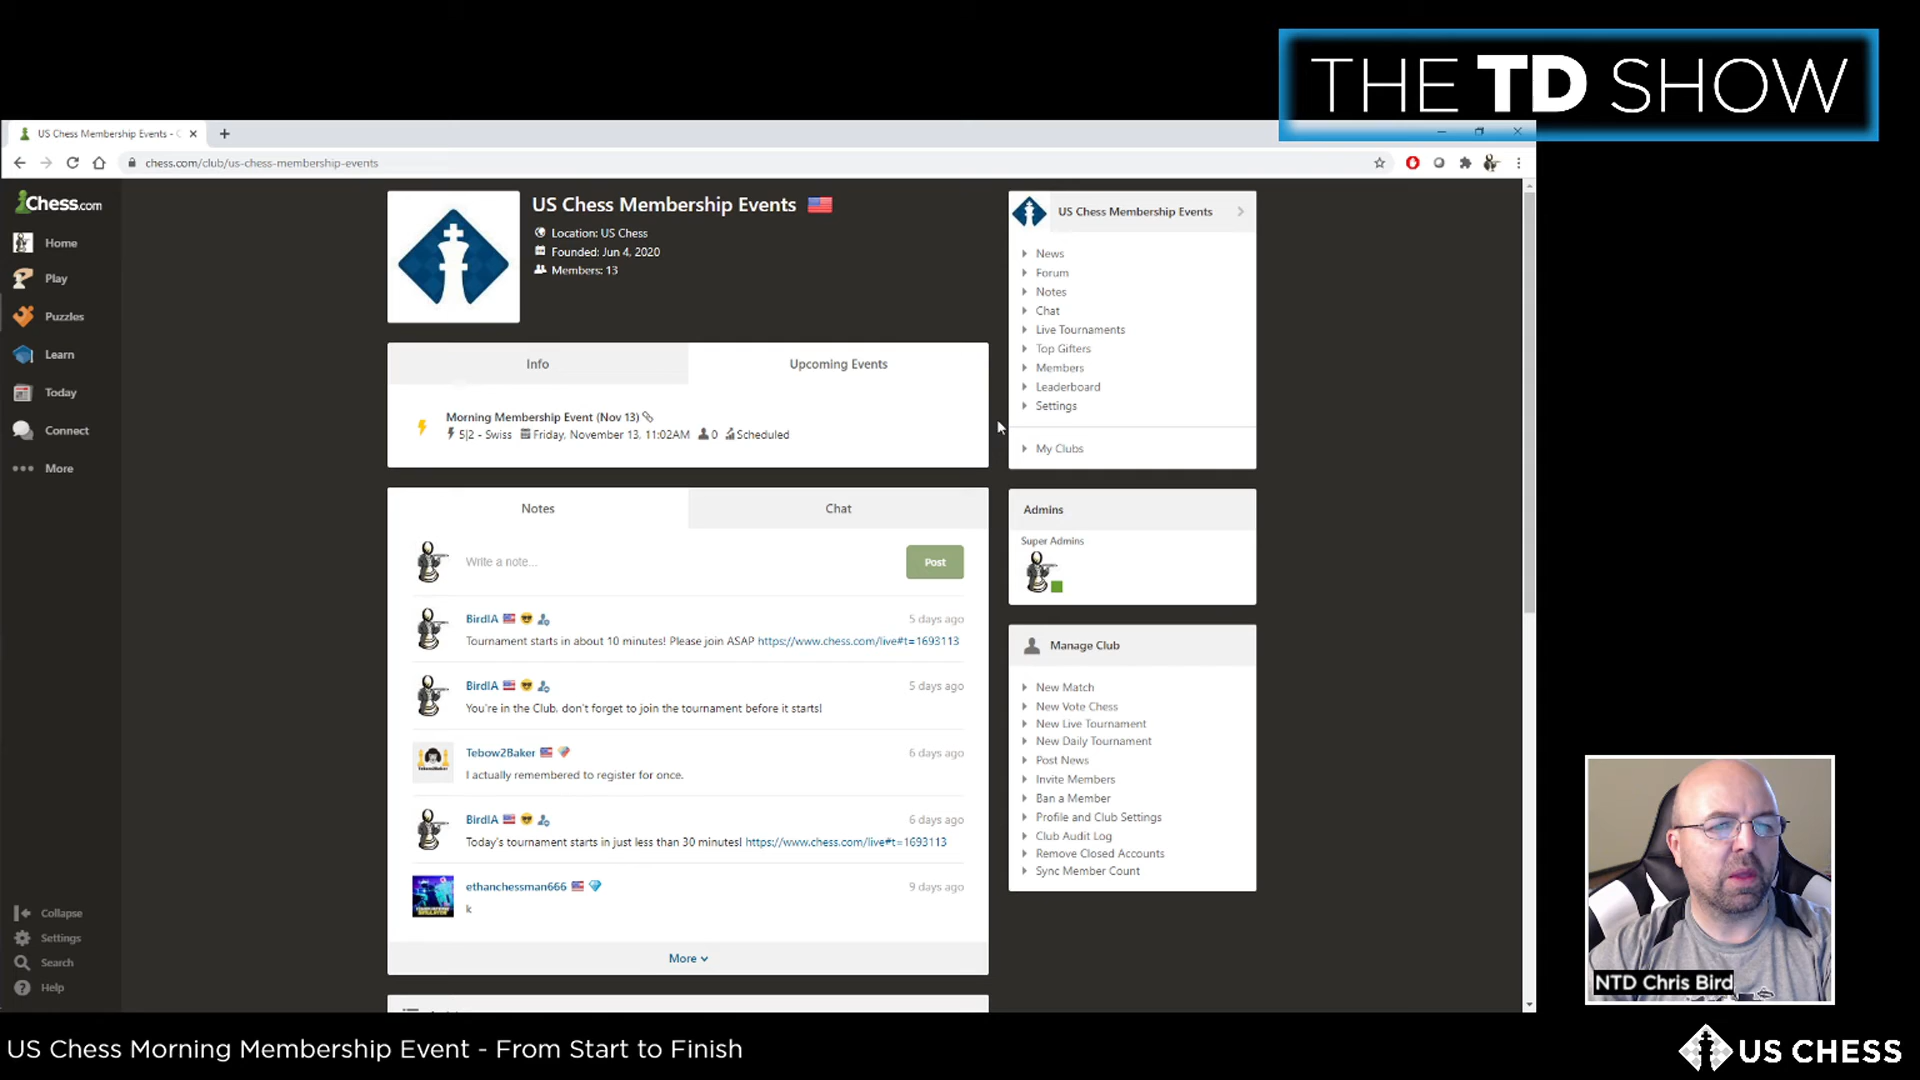 THE TD SHOW
US Chess Membership Events - C
chess.com/club/us-chess-membership-events
Chess.com
Home
Play
Puzzles
Learn
Today
Connect
More
Collapse
Settings
Search
Help
US Chess Membership Events
Location: US Chess
Founded: Jun 4, 2020
Members: 13
Info
Upcoming Events
Morning Membership Event (Nov 13)
5|2 - Swiss Friday, November 13, 11:02AM 0 Scheduled
Notes
Chat
Write a note...
Post
BirdIA 5 days ago
Tournament starts in about 10 minutes! Please join ASAP https://www.chess.com/live#t=1693113
BirdIA 5 days ago
You're in the Club, don't forget to join the tournament before it starts!
Tebow2Baker 6 days ago
I actually remembered to register for once.
BirdIA 6 days ago
Today's tournament starts in just less than 30 minutes! https://www.chess.com/live#t=1693113
ethanchessman666 9 days ago
k
More
US Chess Membership Events
News
Forum
Notes
Chat
Live Tournaments
Top Gifters
Members
Leaderboard
Settings
My Clubs
Admins
Super Admins
Manage Club
New Match
New Vote Chess
New Live Tournament
New Daily Tournament
Post News
Invite Members
Ban a Member
Profile and Club Settings
Club Audit Log
Remove Closed Accounts
Sync Member Count
NTD Chris Bird
US Chess Morning Membership Event - From Start to Finish
US CHESS